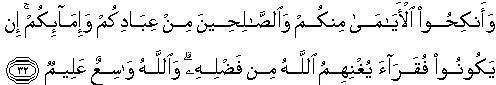 وَأَنكِحُوا۟ ٱلْأَيَـٰمَىٰ مِنكُمْ وَٱلصَّـٰلِحِينَ مِنْ عِبَادِكُمْ وَإِمَآئِكُمْ ۚ إِن
يَكُونُوا۟ فُقَرَآءَ يُغْنِهِمُ ٱللَّهُ مِن فَضْلِهِۦ ۗ وَٱللَّهُ وَٰسِعٌ عَلِيمٌ ﴿٣٢﴾